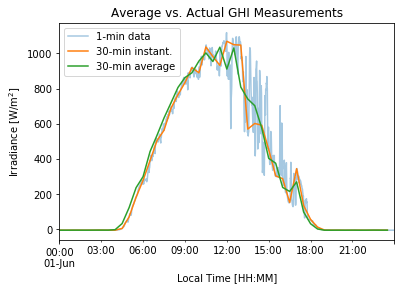 Average vs. Actual GHI Measurements
1-min data
30-min instant.
30-min average
Irradiance [W/m²]
1000
800
600
400
200
0
00:00 03:00 06:00 09:00 12:00 15:00 18:00 21:00
01-Jun
Local Time [HH:MM]